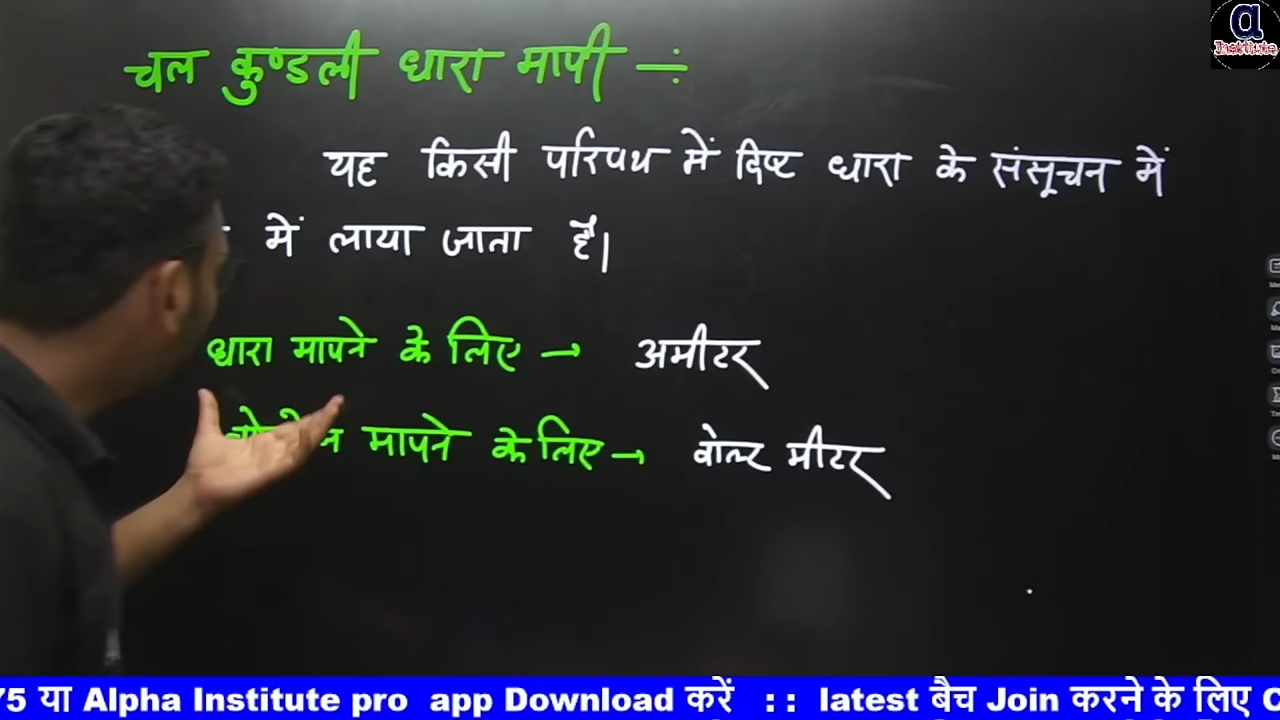 α
Institute
चल कुण्डली धारा मापी -:
यह किसी परिपथ में दिष्ट धारा के संसूचन में
में लाया जाता है।
धारा मापने के लिए → अमीटर
मापने के लिए → वोल्ट मीटर
75 या Alpha Institute pro app Download करें :: latest बैच Join करने के लिए C